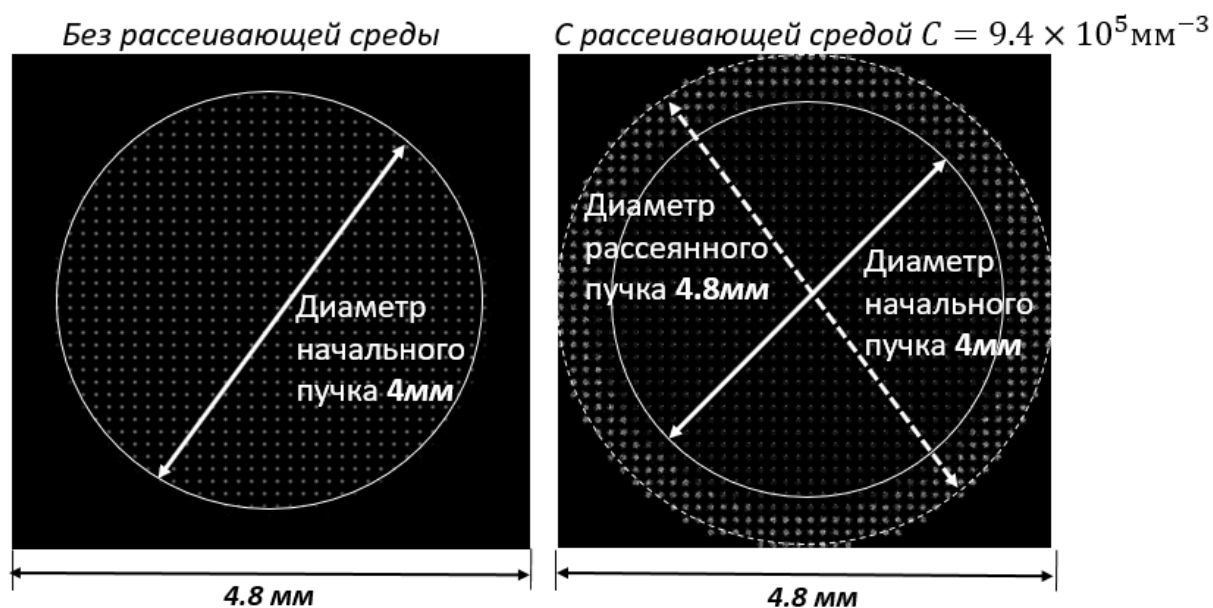 Без рассеивающей среды
С рассеивающей средой C = 9.4 × 10⁵мм⁻³
Диаметр
начального
пучка 4мм
Диаметр
рассеянного
пучка 4.8мм
Диаметр
начального
пучка 4мм
4.8 мм
4.8 мм